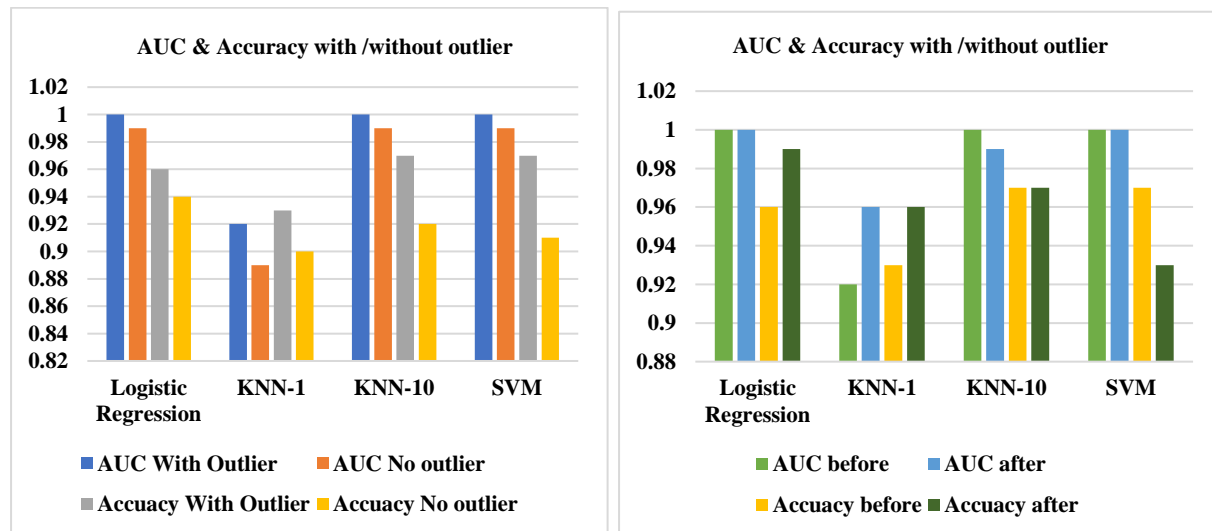 AUC & Accuracy with /without outlier
1.02
1
0.98
0.96
0.94
0.92
0.9
0.88
0.86
0.84
0.82
Logistic Regression KNN-1 KNN-10 SVM
AUC With Outlier AUC No outlier
Accuacy With Outlier Accuacy No outlier
AUC & Accuracy with /without outlier
1.02
1
0.98
0.96
0.94
0.92
0.9
0.88
Logistic Regression KNN-1 KNN-10 SVM
AUC before AUC after
Accuacy before Accuacy after